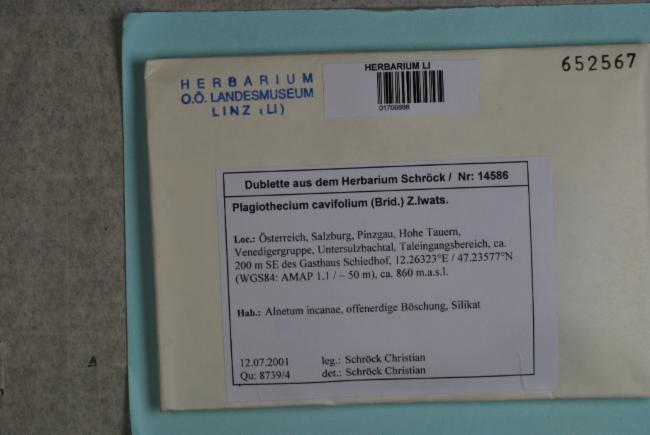 HERBARIUM
O.Ö. LANDESMUSEUM
LINZ (LI)
HERBARIUM LI
01700888
652567
Dublette aus dem Herbarium Schröck / Nr: 14586
Plagiothecium cavifolium (Brid.) Z.Iwats.
Loc.: Österreich, Salzburg, Pinzgau, Hohe Tauern,
Venedigergruppe, Untersulzbachtal, Taleingangsbereich, ca.
200 m SE des Gasthaus Schiedhof, 12.26323°E / 47.23577°N
(WGS84: AMAP 1.1 / ~ 50 m), ca. 860 m.a.s.l.
Hab.: Alnetum incanae, offenerdige Böschung, Silikat
12.07.2001 leg.: Schröck Christian
Qu: 8739/4 det.: Schröck Christian